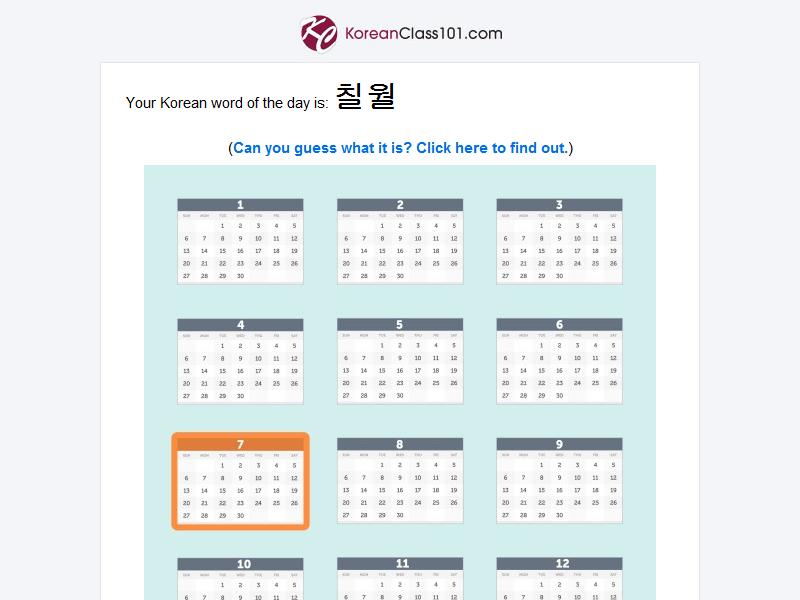 KoreanClass101.com
Your Korean word of the day is: 칠월
(Can you guess what it is? Click here to find out.)
1
SUN MON TUE WED THU FRI SAT
1 2 3 4 5
6 7 8 9 10 11 12
13 14 15 16 17 18 19
20 21 22 23 24 25 26
27 28 29 30
2
SUN MON TUE WED THU FRI SAT
1 2 3 4 5
6 7 8 9 10 11 12
13 14 15 16 17 18 19
20 21 22 23 24 25 26
27 28 29 30
3
SUN MON TUE WED THU FRI SAT
1 2 3 4 5
6 7 8 9 10 11 12
13 14 15 16 17 18 19
20 21 22 23 24 25 26
27 28 29 30
4
SUN MON TUE WED THU FRI SAT
1 2 3 4 5
6 7 8 9 10 11 12
13 14 15 16 17 18 19
20 21 22 23 24 25 26
27 28 29 30
5
SUN MON TUE WED THU FRI SAT
1 2 3 4 5
6 7 8 9 10 11 12
13 14 15 16 17 18 19
20 21 22 23 24 25 26
27 28 29 30
6
SUN MON TUE WED THU FRI SAT
1 2 3 4 5
6 7 8 9 10 11 12
13 14 15 16 17 18 19
20 21 22 23 24 25 26
27 28 29 30
7
SUN MON TUE WED THU FRI SAT
1 2 3 4 5
6 7 8 9 10 11 12
13 14 15 16 17 18 19
20 21 22 23 24 25 26
27 28 29 30
8
SUN MON TUE WED THU FRI SAT
1 2 3 4 5
6 7 8 9 10 11 12
13 14 15 16 17 18 19
20 21 22 23 24 25 26
27 28 29 30
9
SUN MON TUE WED THU FRI SAT
1 2 3 4 5
6 7 8 9 10 11 12
13 14 15 16 17 18 19
20 21 22 23 24 25 26
27 28 29 30
10
SUN MON TUE WED THU FRI SAT
1 2 3 4 5
6 7 8 9 10 11 12
11
SUN MON TUE WED THU FRI SAT
1 2 3 4 5
6 7 8 9 10 11 12
12
SUN MON TUE WED THU FRI SAT
1 2 3 4 5
6 7 8 9 10 11 12